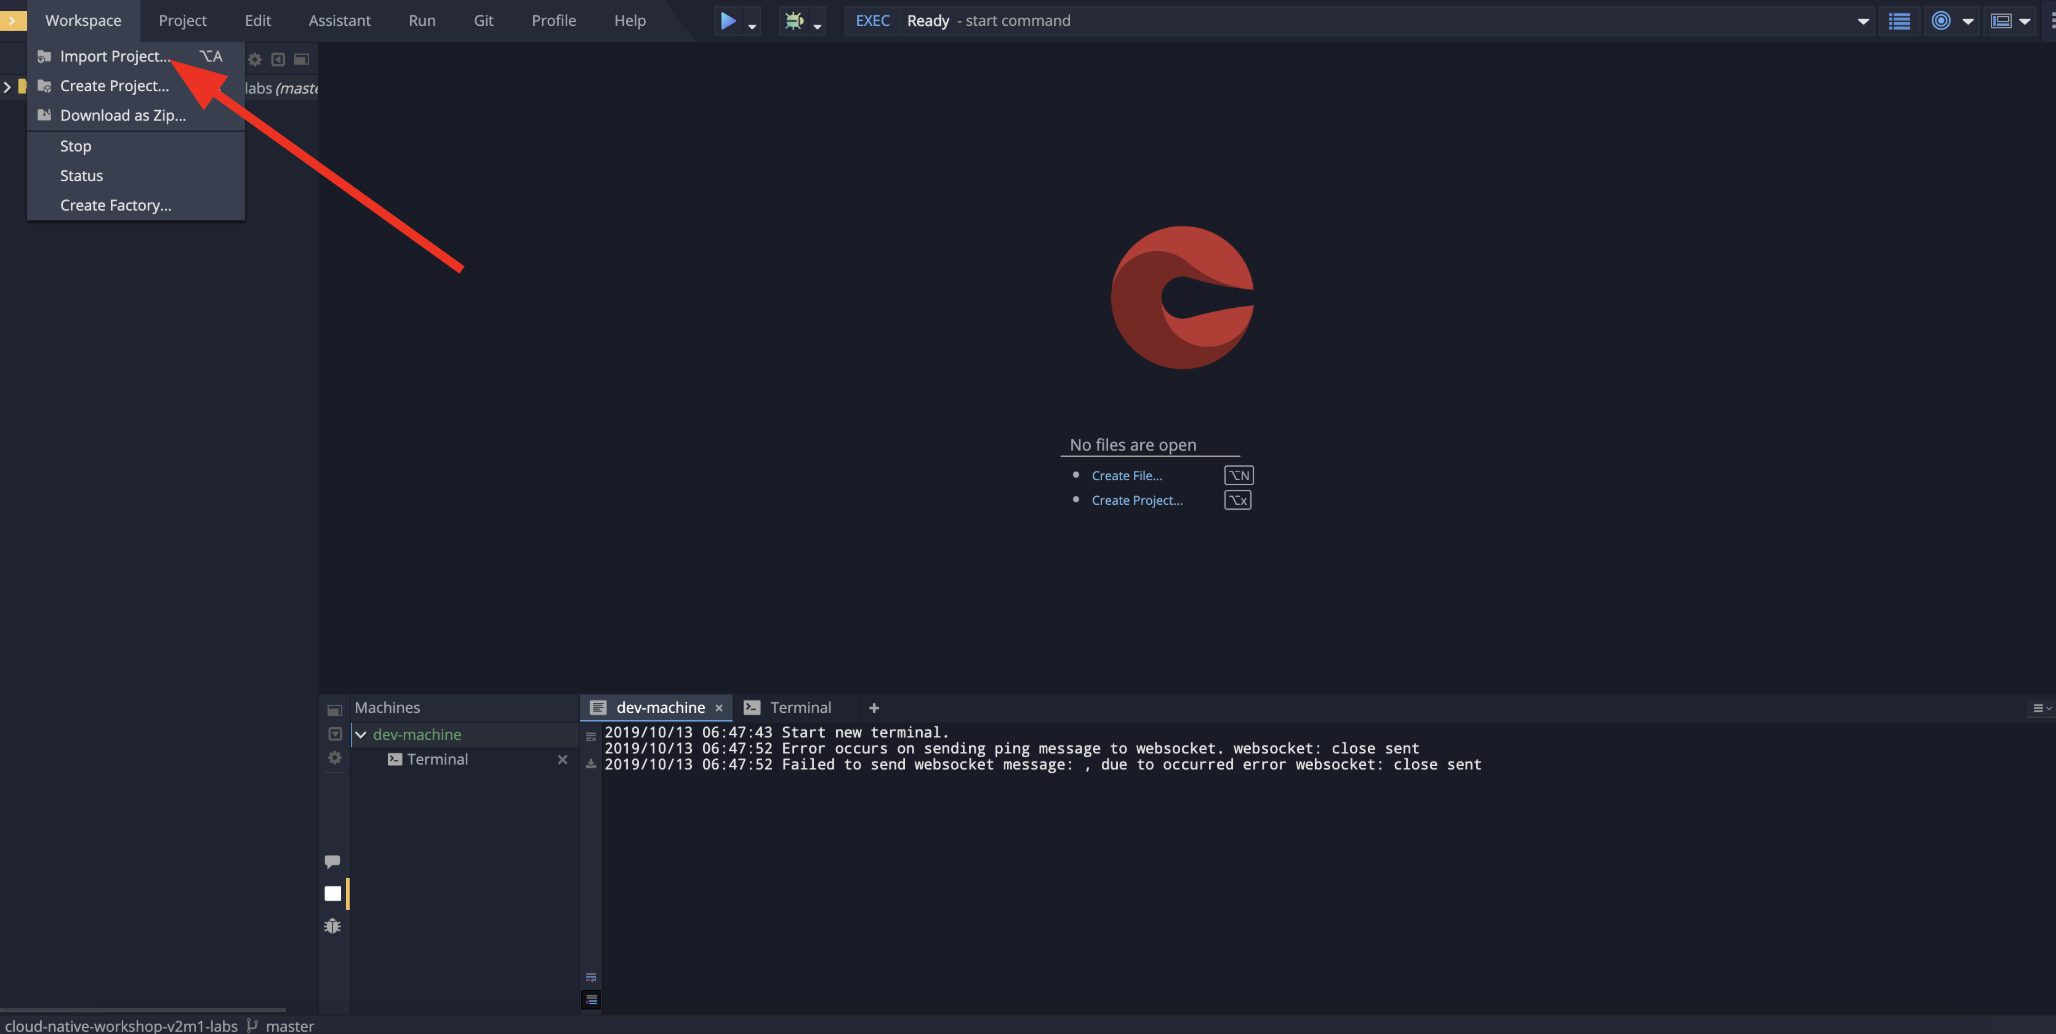 Workspace Project Edit Assistant Run Git Profile Help EXEC Ready - start command
Import Project... ⌥A
Create Project...
labs (maste
Download as Zip...
Stop
Status
Create Factory...
No files are open
Create File... ⌥N
Create Project... ⌥x
Machines
dev-machine
Terminal
dev-machine × Terminal +
2019/10/13 06:47:43 Start new terminal.
2019/10/13 06:47:52 Error occurs on sending ping message to websocket. websocket: close sent
2019/10/13 06:47:52 Failed to send websocket message: , due to occurred error websocket: close sent
cloud-native-workshop-v2m1-labs master